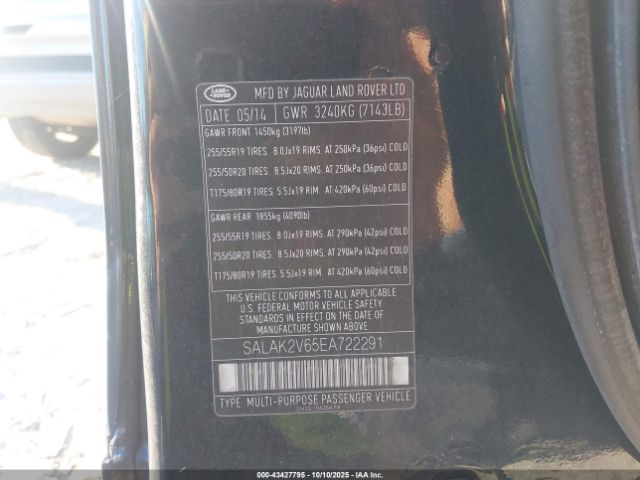 LAND ROVER MFD BY JAGUAR LAND ROVER LTD
DATE 05/14 GWR 3240KG (7143LB)
GAWR FRONT 1450kg (3197lb)
255/55R19 TIRES. 8.0Jx19 RIMS. AT 250kPa (36psi) COLD
255/50R20 TIRES. 8.5Jx20 RIMS. AT 250kPa (36psi) COLD
T175/80R19 TIRES 5.5Jx19 RIM. AT 420kPa (60psi) COLD
GAWR REAR 1855kg (4090lb)
255/55R19 TIRES. 8.0Jx19 RIMS. AT 290kPa (42psi) COLD
255/50R20 TIRES. 8.5Jx20 RIMS. AT 290kPa (42psi) COLD
T175/80R19 TIRES 5.5Jx19 RIM. AT 420kPa (60psi) COLD
THIS VEHICLE CONFORMS TO ALL APPLICABLE
U.S. FEDERAL MOTOR VEHICLE SAFETY
STANDARDS IN EFFECT ON THE DATE OF
MANUFACTURE SHOWN ABOVE
SALAK2V65EA722291
TYPE MULTI-PURPOSE PASSENGER VEHICLE
000-43427795 - 10/10/2025 - IAAI.COM